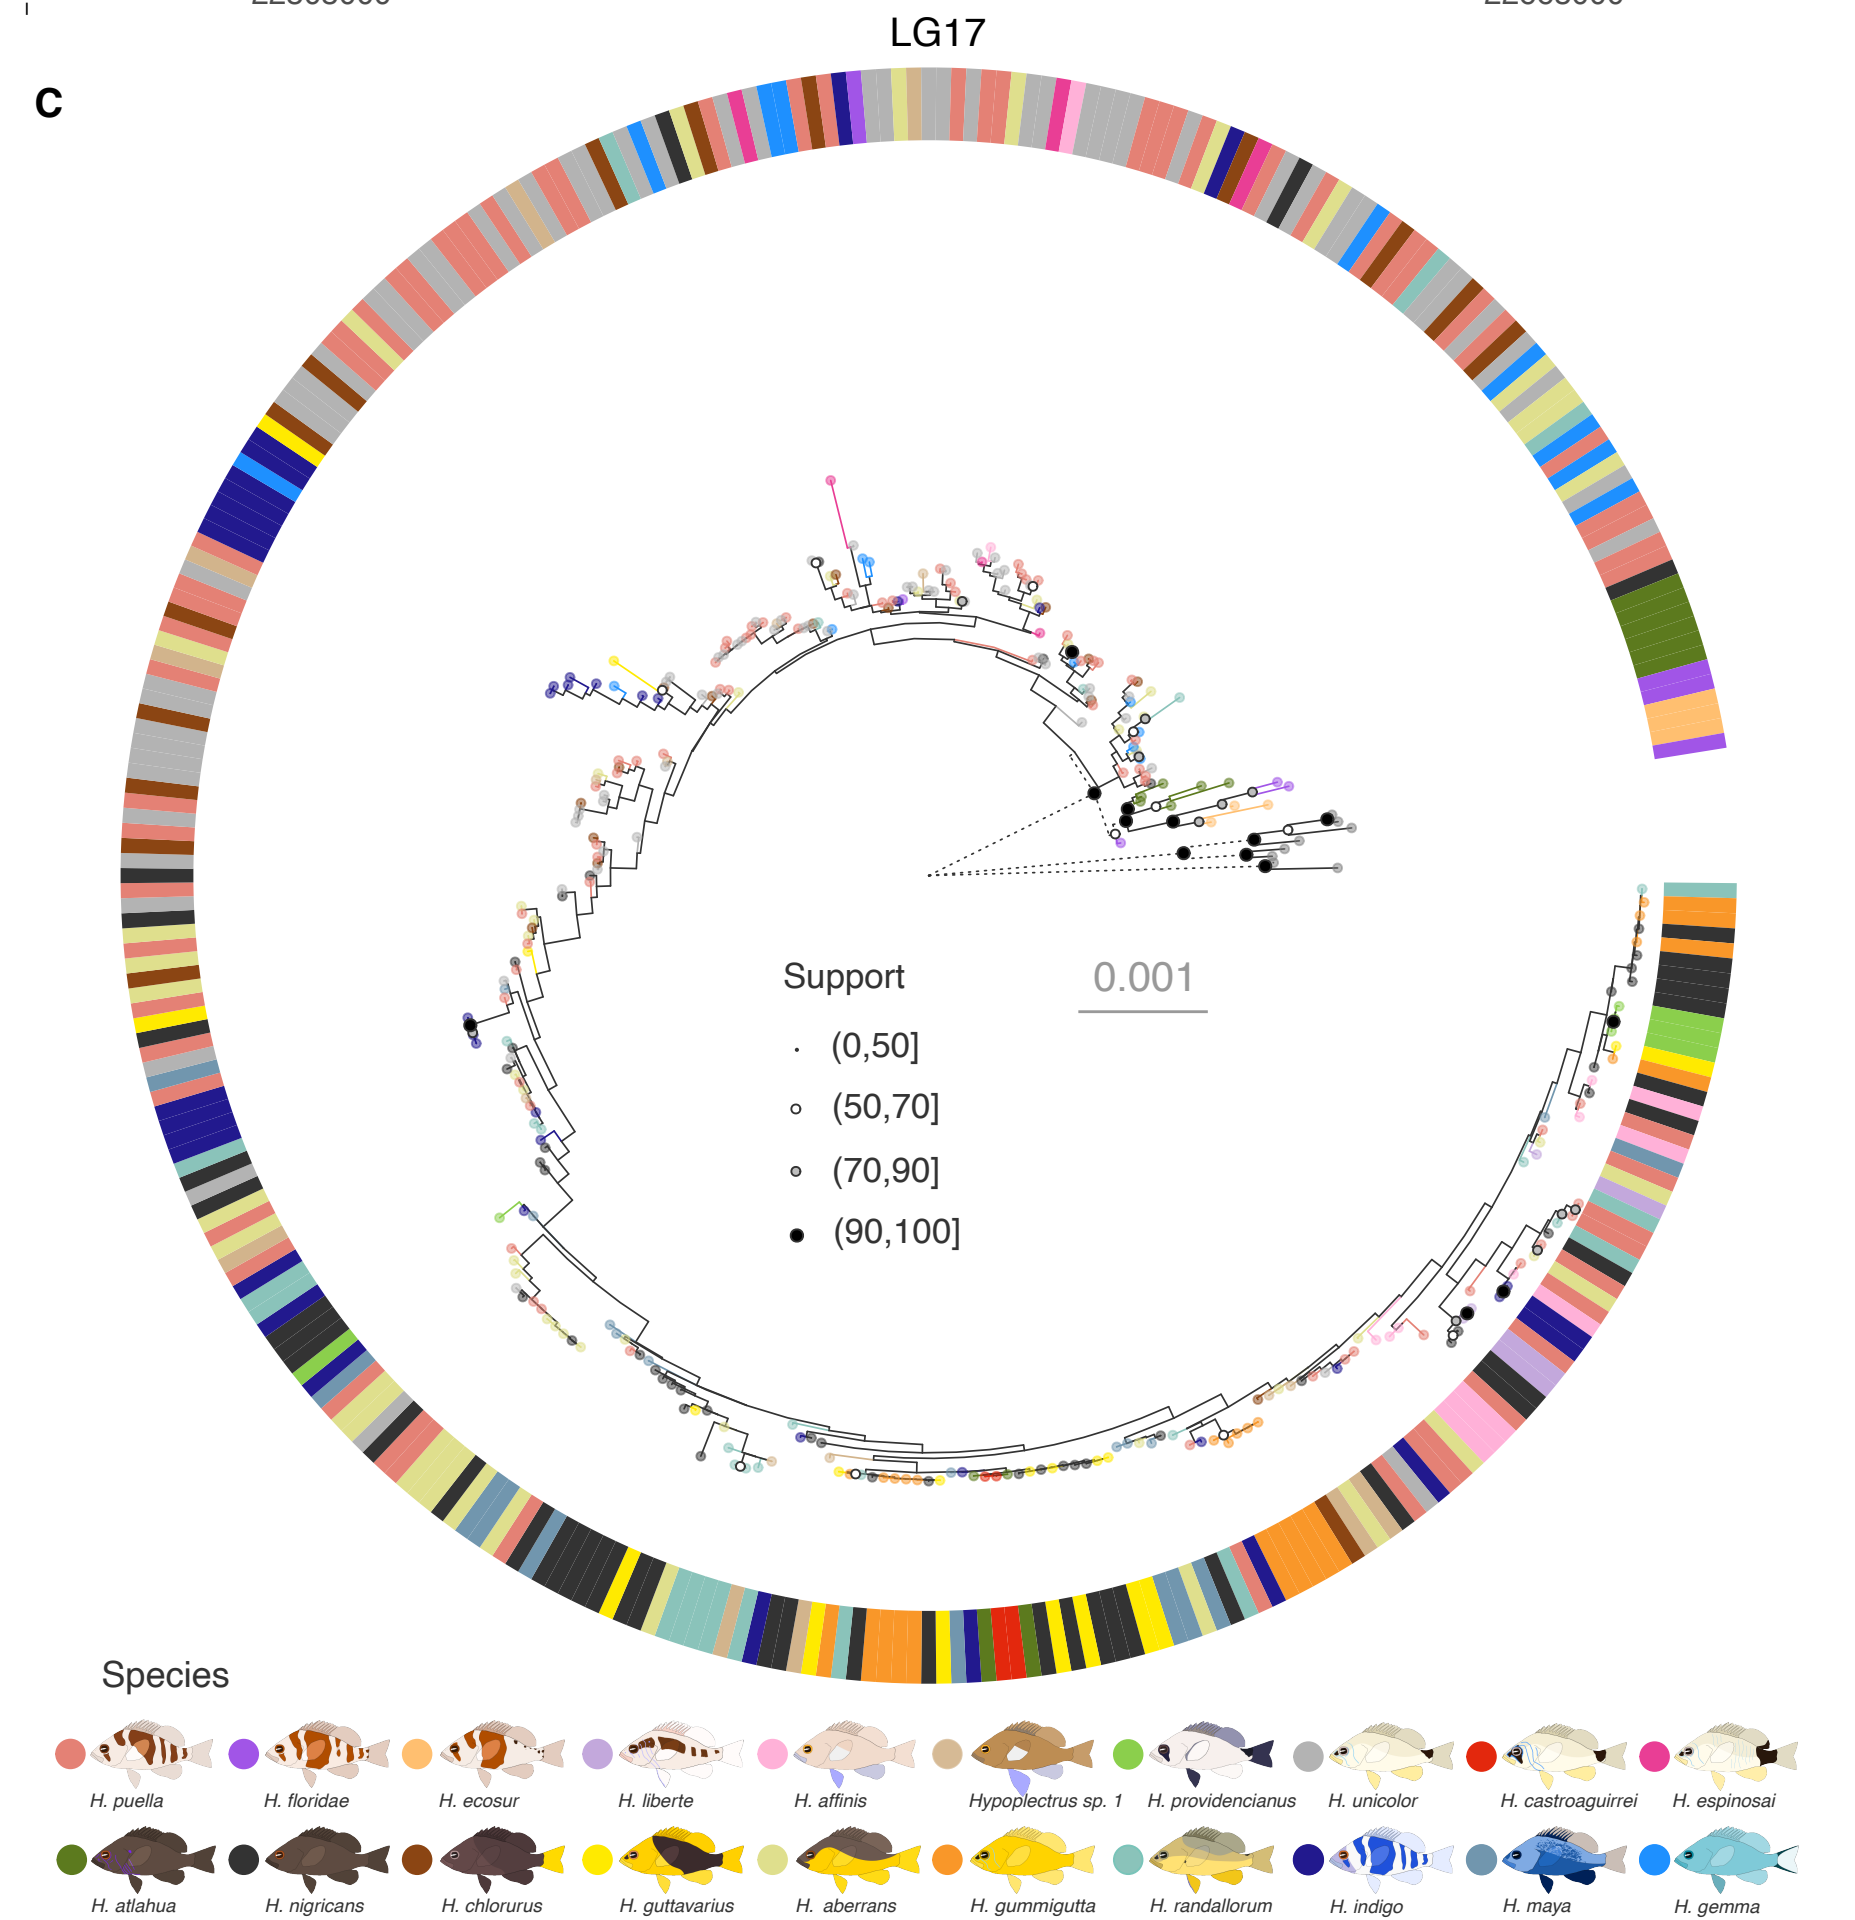 LG17
C
Support
0.001
(0,50]
(50,70]
(70,90]
(90,100]
Species
H. puella H. floridae H. ecosur H. liberte H. affinis Hypoplectrus sp. 1 H. providencianus H. unicolor H. castroaguirrei H. espinosai
H. atlahua H. nigricans H. chlorurus H. guttavarius H. aberrans H. gummigutta H. randallorum H. indigo H. maya H. gemma